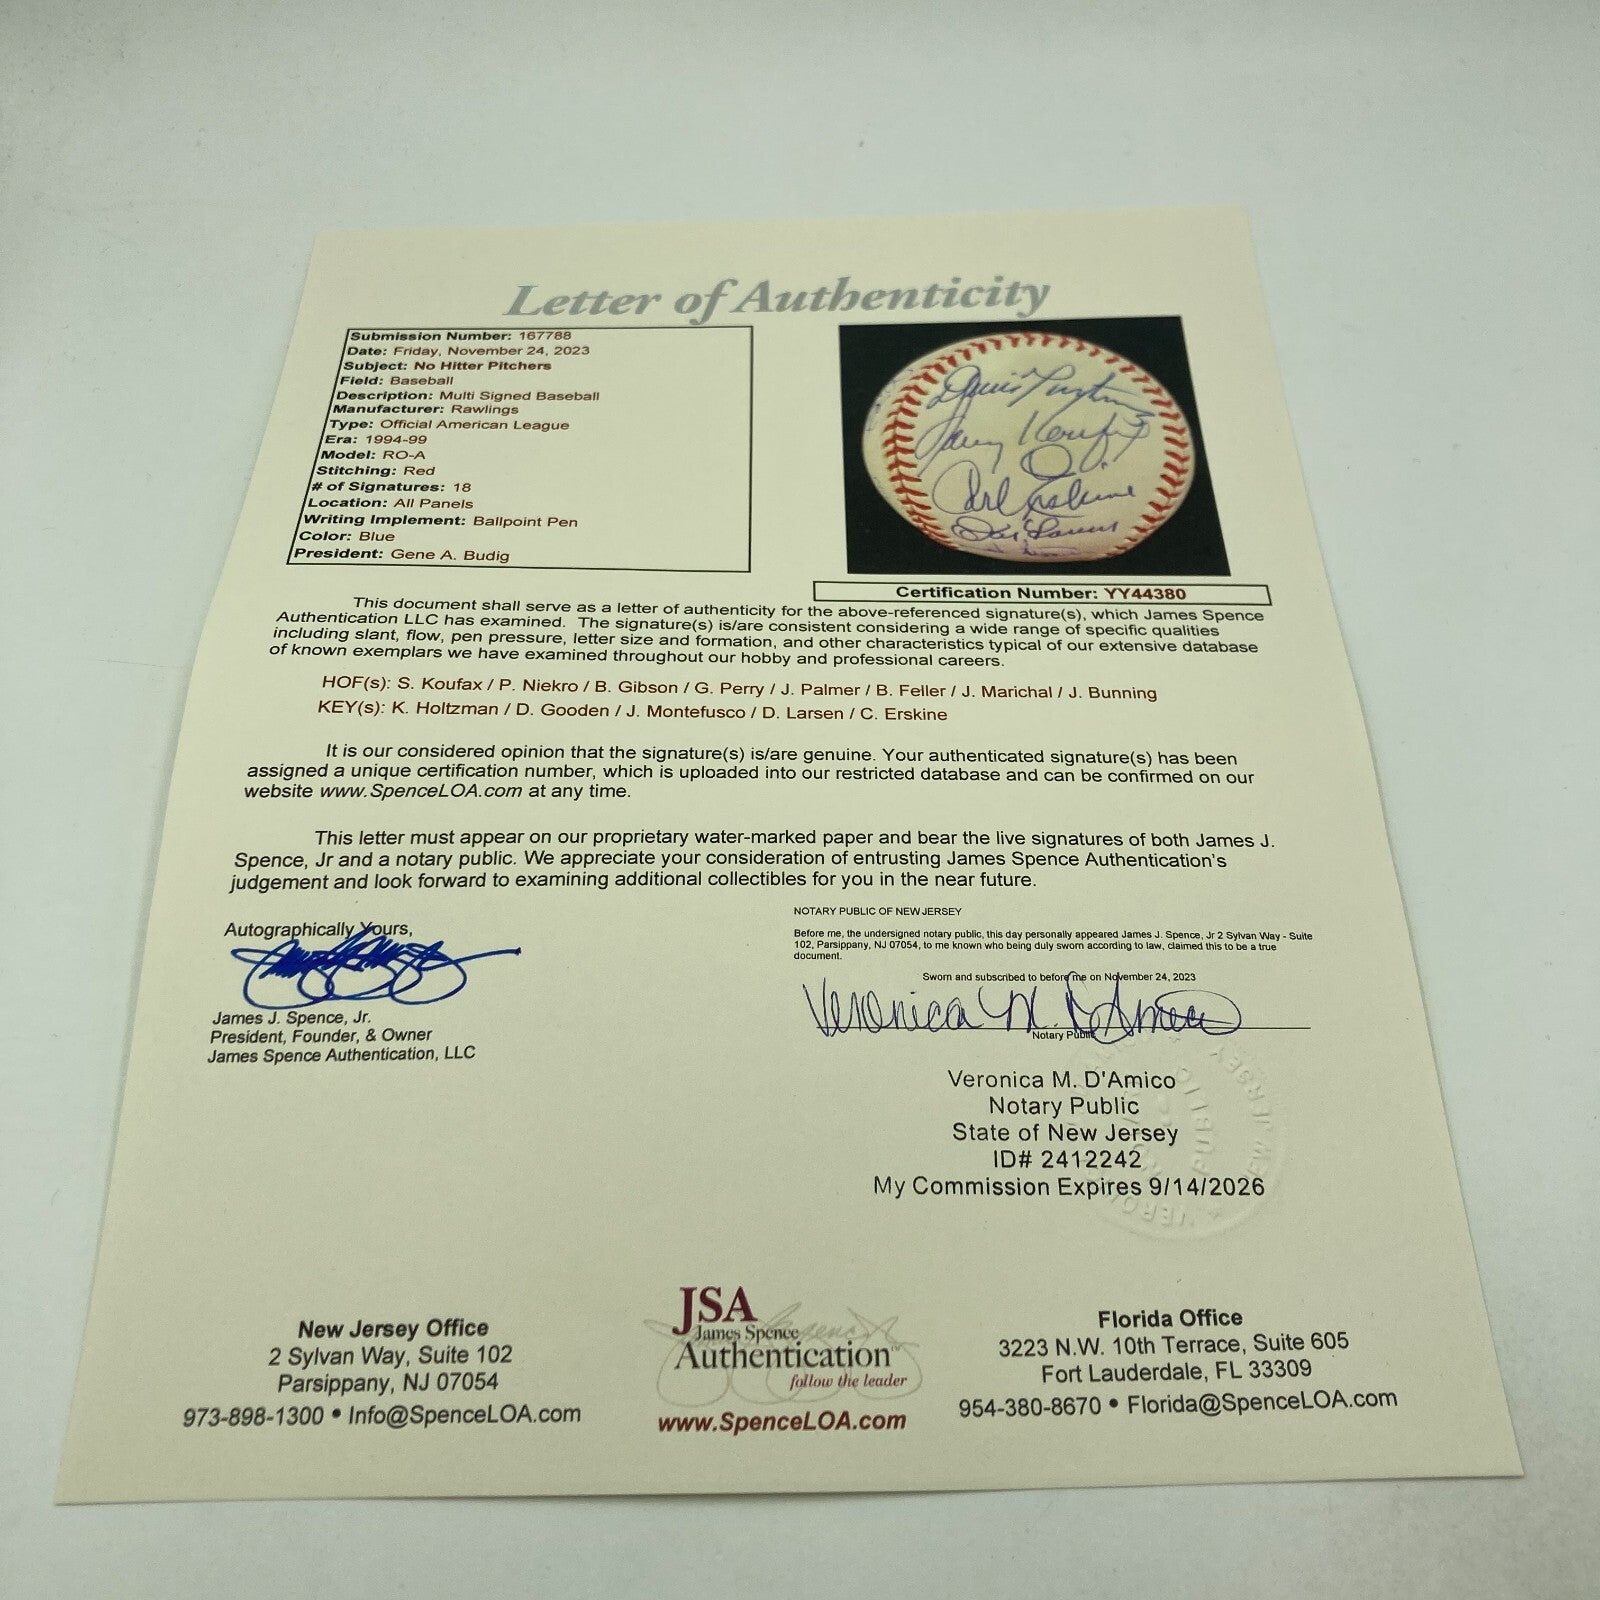 Letter of Authenticity
Submission Number: 167788
Date: Friday, November 24, 2023
Subject: No Hitter Pitchers
Field: Baseball
Description: Multi Signed Baseball
Manufacturer: Rawlings
Type: Official American League
Era: 1994-99
Model: RO-A
Stitching: Red
# of Signatures: 18
Location: All Panels
Writing Implement: Ballpoint Pen
Color: Blue
President: Gene A. Budig
Sandy Koufax
Carl Erskine
Don Larsen
Certification Number: YY44380
This document shall serve as a letter of authenticity for the above-referenced signature(s), which James Spence
Authentication LLC has examined. The signature(s) is/are consistent considering a wide range of specific qualities
including slant, flow, pen pressure, letter size and formation, and other characteristics typical of our extensive database
of known exemplars we have examined throughout our hobby and professional careers.
HOF(s): S. Koufax / P. Niekro / B. Gibson / G. Perry / J. Palmer / B. Feller / J. Marichal / J. Bunning
KEY(s): K. Holtzman / D. Gooden / J. Montefusco / D. Larsen / C. Erskine
It is our considered opinion that the signature(s) is/are genuine. Your authenticated signature(s) has been
assigned a unique certification number, which is uploaded into our restricted database and can be confirmed on our
website www.SpenceLOA.com at any time.
This letter must appear on our proprietary water-marked paper and bear the live signatures of both James J.
Spence, Jr and a notary public. We appreciate your consideration of entrusting James Spence Authentication's
judgement and look forward to examining additional collectibles for you in the near future.
Autographically Yours,
James J. Spence, Jr.
President, Founder, & Owner
James Spence Authentication, LLC
NOTARY PUBLIC OF NEW JERSEY
Before me, the undersigned notary public, this day personally appeared James J. Spence, Jr 2 Sylvan Way - Suite
102, Parsippany, NJ 07054, to me known who being duly sworn according to law, claimed this to be a true
document.
Sworn and subscribed to before me on November 24, 2023
Veronica M. D'Amico
Notary Public
Veronica M. D'Amico
Notary Public
State of New Jersey
ID# 2412242
My Commission Expires 9/14/2026
New Jersey Office
2 Sylvan Way, Suite 102
Parsippany, NJ 07054
973-898-1300 • Info@SpenceLOA.com
JSA
James Spence
Authentication™
follow the leader
www.SpenceLOA.com
Florida Office
3223 N.W. 10th Terrace, Suite 605
Fort Lauderdale, FL 33309
954-380-8670 • Florida@SpenceLOA.com